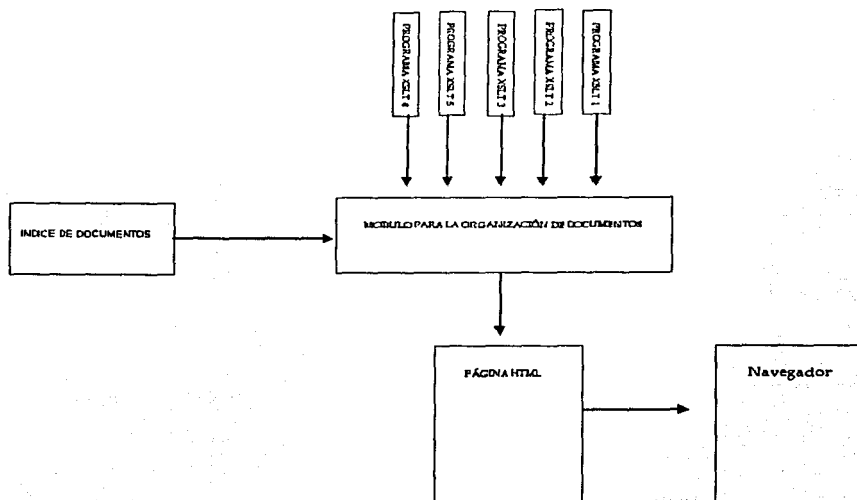 PROGRAMA XSLT 4
PROGRAMA XSLT 5
PROGRAMA XSLT 3
PROGRAMA XSLT 2
PROGRAMA XSLT 1
INDICE DE DOCUMENTOS
MODULO PARA LA ORGANIZACIÓN DE DOCUMENTOS
PÁGINA HTML
Navegador